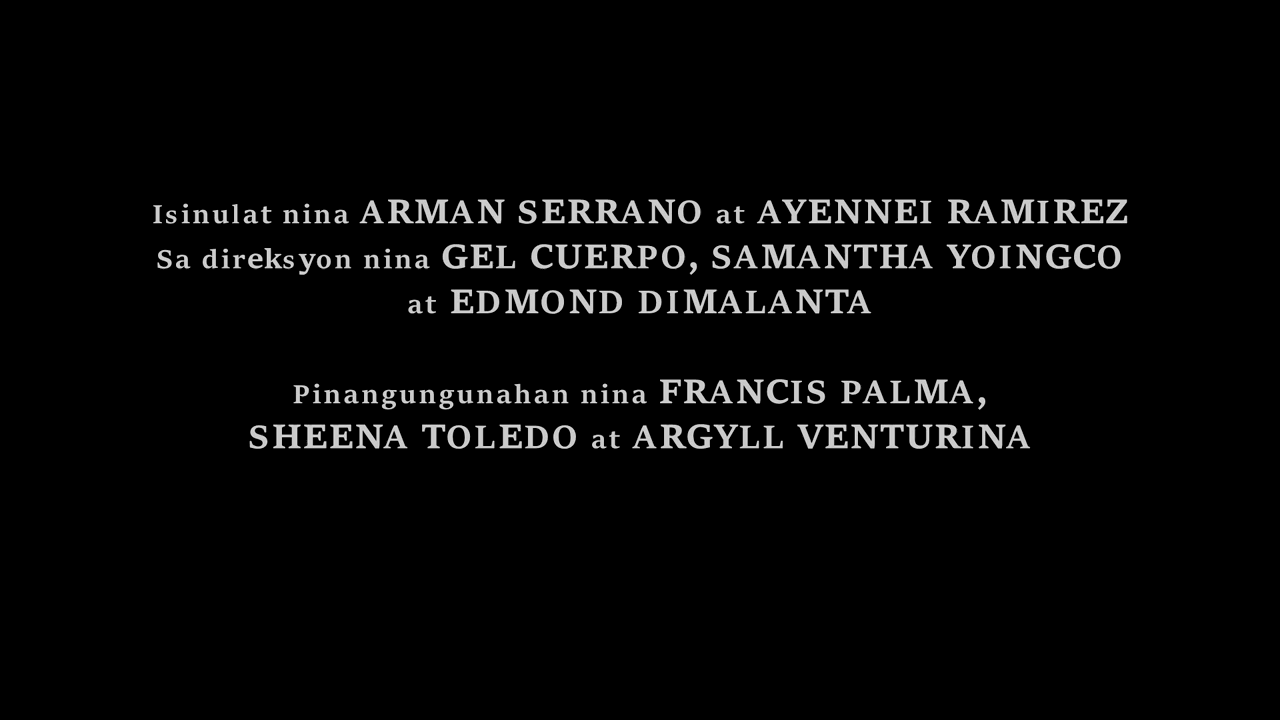 Isinulat nina ARMAN SERRANO at AYENNEI RAMIREZ
Sa direksyon nina GEL CUERPO, SAMANTHA YOINGCO
at EDMOND DIMALANTA
Pinangungunahan nina FRANCIS PALMA,
SHEENA TOLEDO at ARGYLL VENTURINA